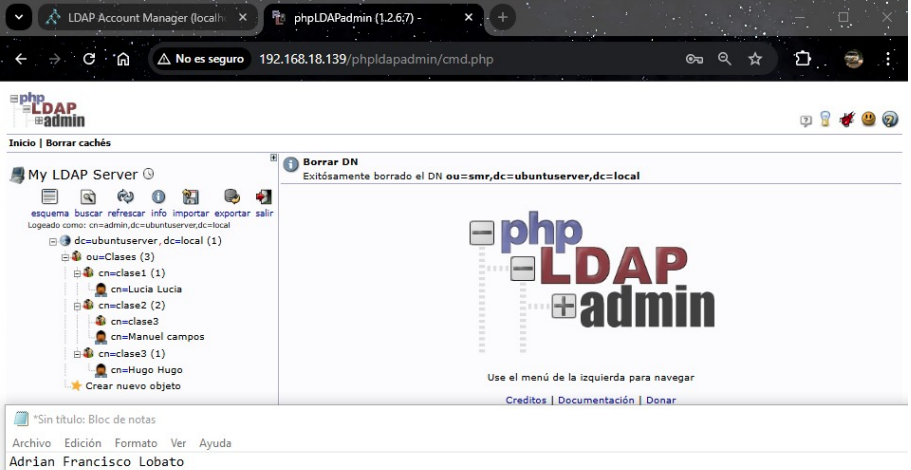 LDAP Account Manager (localh
phpLDAPadmin (1.2.6.7) -
No es seguro 192.168.18.139/phpldapadmin/cmd.php
php
LDAP
admin
Inicio | Borrar cachés
My LDAP Server
esquema buscar refrescar info importar exportar salir
Logeado como: cn=admin,dc=ubuntuserver,dc=local
dc=ubuntuserver,dc=local (1)
ou=Clases (3)
cn=clase1 (1)
cn=Lucia Lucia
cn=clase2 (2)
cn=clase3
cn=Manuel campos
cn=clase3 (1)
cn=Hugo Hugo
Crear nuevo objeto
Borrar DN
Exitósamente borrado el DN ou=smr,dc=ubuntuserver,dc=local
php
LDAP
admin
Use el menú de la izquierda para navegar
Creditos | Documentación | Donar
*Sin título: Bloc de notas
Archivo Edición Formato Ver Ayuda
Adrian Francisco Lobato